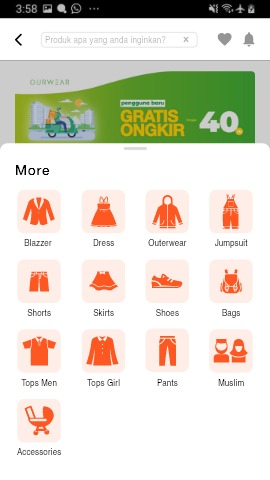 3:58
Produk apa yang anda inginkan?
OURWEAR
pengguna baru
GRATIS
ONGKIR
40
More
Blazzer Dress Outerwear Jumpsuit
Shorts Skirts Shoes Bags
Tops Men Tops Girl Pants Muslim
Accessories